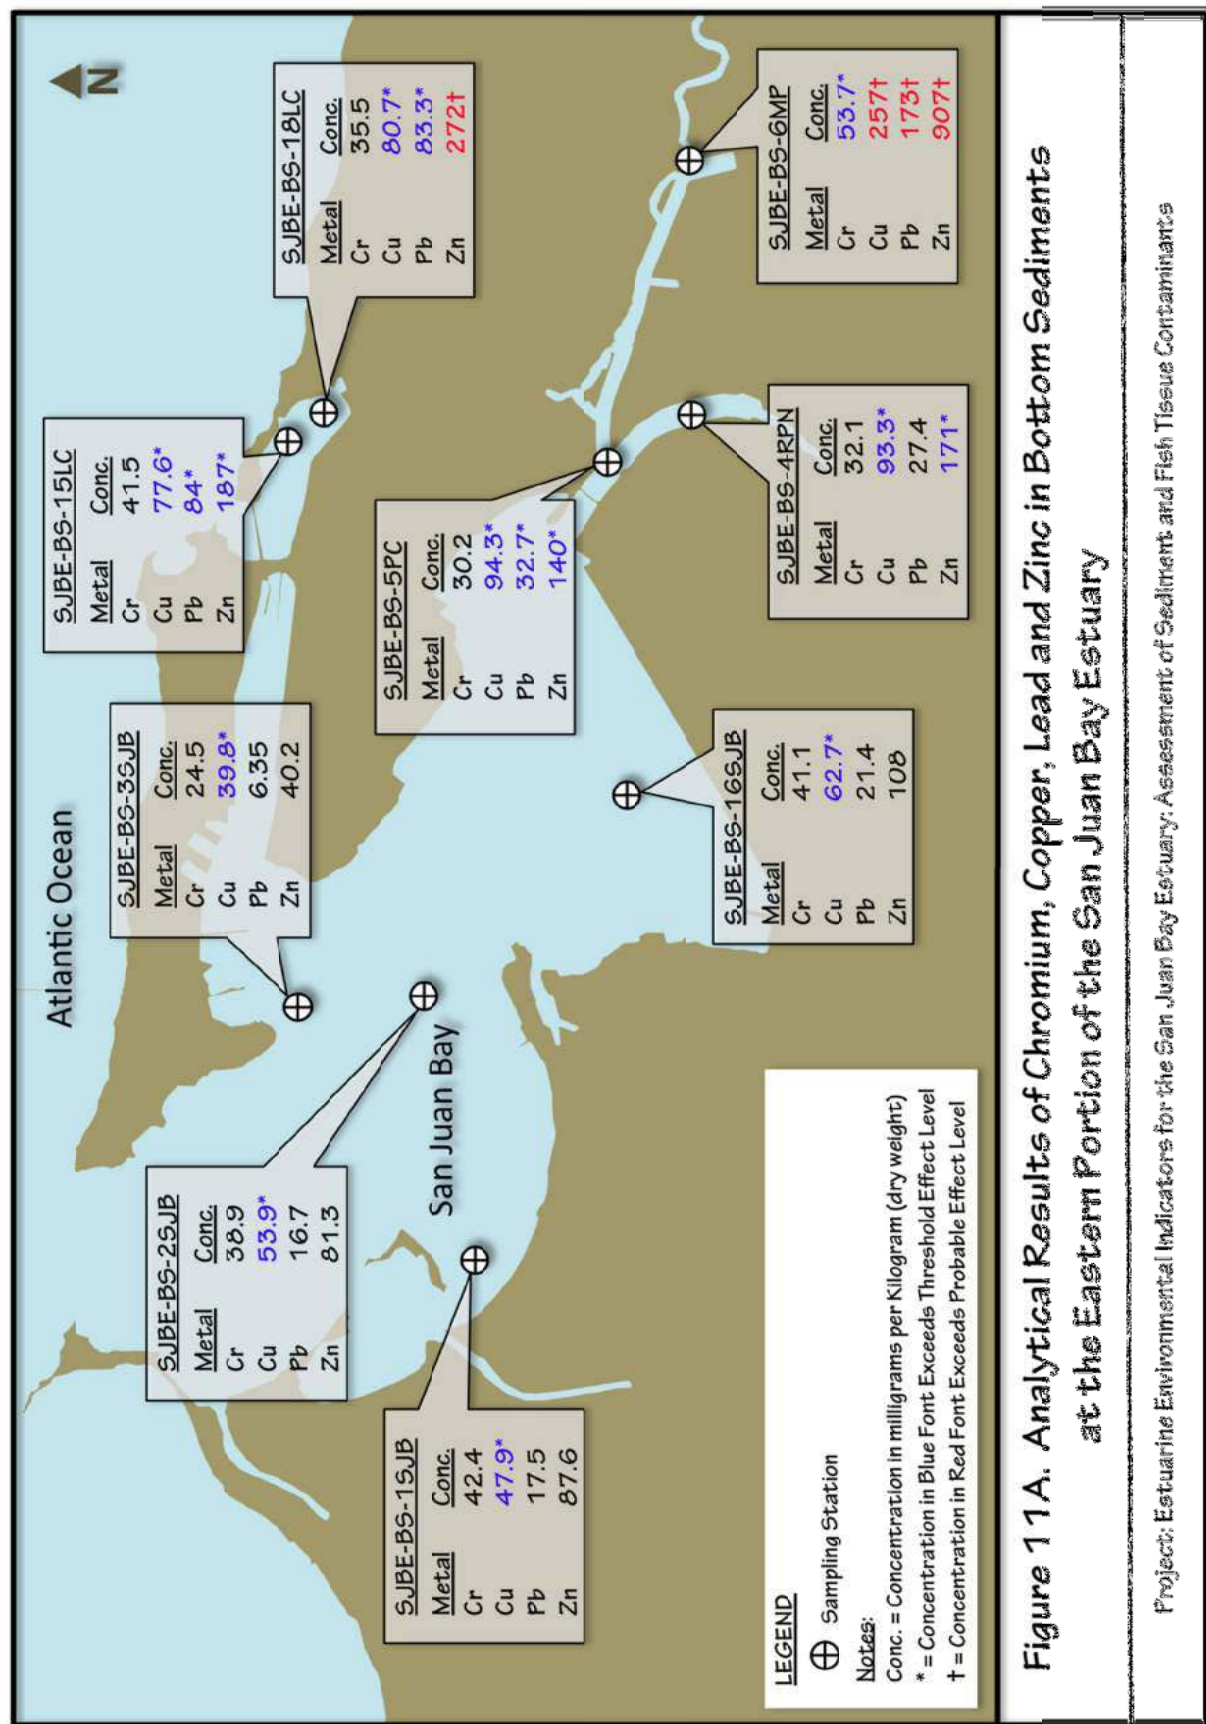 Atlantic Ocean
N
SJBE-BS-2SJB
Metal Conc.
Cr 38.9
Cu 53.9*
Pb 16.7
Zn 81.3
SJBE-BS-3SJB
Metal Conc.
Cr 24.5
Cu 39.8*
Pb 6.35
Zn 40.2
SJBE-BS-15LC
Metal Conc.
Cr 41.5
Cu 77.6*
Pb 84*
Zn 187*
SJBE-BS-18LC
Metal Conc.
Cr 35.5
Cu 80.7*
Pb 83.3*
Zn 272†
SJBE-BS-1SJB
Metal Conc.
Cr 42.4
Cu 47.9*
Pb 17.5
Zn 87.6
San Juan Bay
SJBE-BS-5PC
Metal Conc.
Cr 30.2
Cu 94.3*
Pb 32.7*
Zn 140*
SJBE-BS-16SJB
Metal Conc.
Cr 41.1
Cu 62.7*
Pb 21.4
Zn 108
SJBE-BS-4RPN
Metal Conc.
Cr 32.1
Cu 93.3*
Pb 27.4
Zn 171*
SJBE-BS-6MP
Metal Conc.
Cr 53.7*
Cu 257†
Pb 173†
Zn 907†
LEGEND
Sampling Station
Notes:
Conc. = Concentration in milligrams per Kilogram (dry weight)
* = Concentration in Blue Font Exceeds Threshold Effect Level
† = Concentration in Red Font Exceeds Probable Effect Level
Figure 11A. Analytical Results of Chromium, Copper, Lead and Zinc in Bottom Sediments
at the Eastern Portion of the San Juan Bay Estuary
Project: Estuarine Environmental Indicators for the San Juan Bay Estuary: Assessment of Sediment and Fish Tissue Contaminants